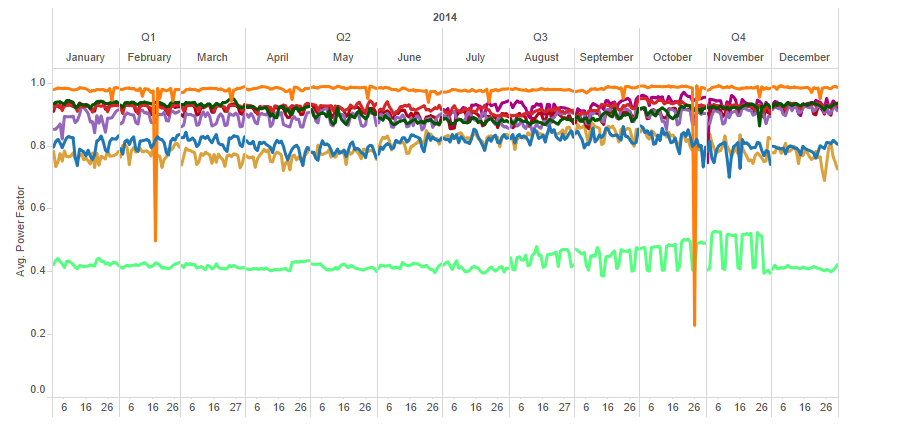 2014
Q1 Q2 Q3 Q4
January February March April May June July August September October November December
1.0
0.8
0.6
0.4
0.2
0.0
Avg. Power Factor
6 16 26 6 16 26 6 16 27 6 16 26 6 16 26 6 16 26 6 16 26 6 16 27 6 16 26 6 16 26 6 16 26 6 16 26